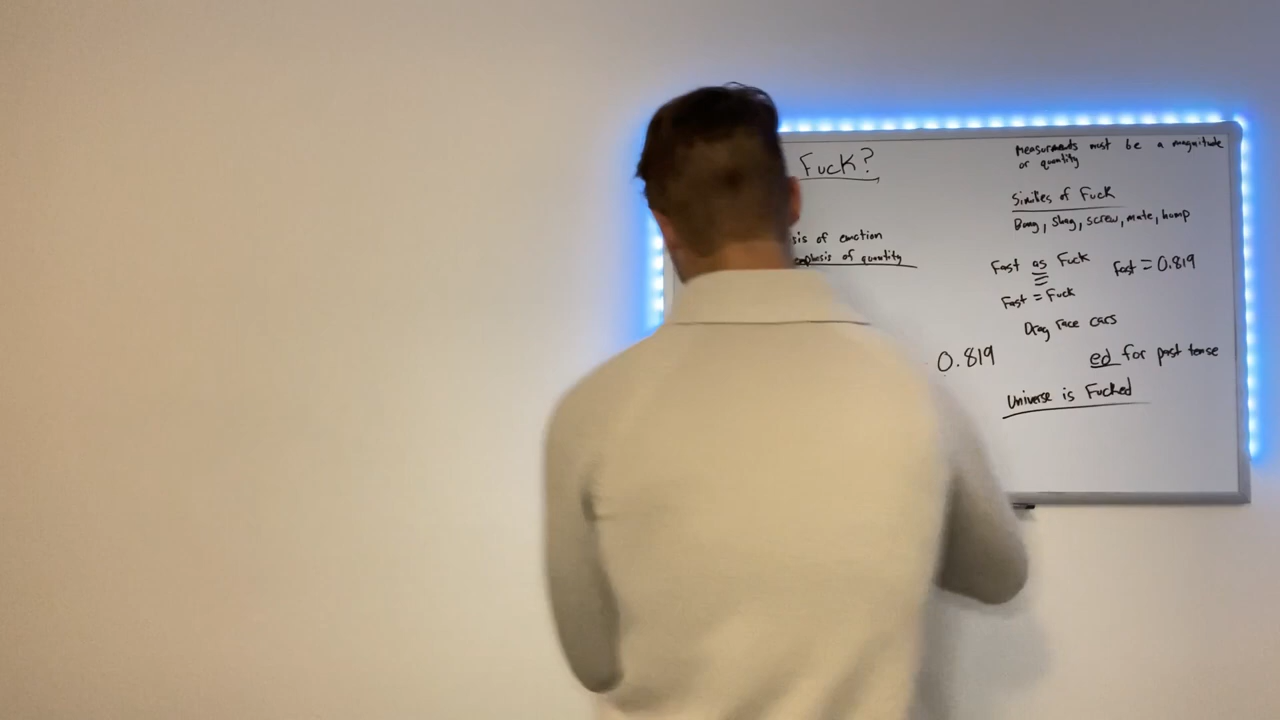 Fuck?
sis of emotion
emphasis of quantity
0.819
Measurments must be a magnitude
or quantity
Similies of Fuck
Bang, Shag, screw, mate, hump
Fast as Fuck
Fast = 0.819
Fast = Fuck
Drag race cars
ed for past tense
Universe is Fucked